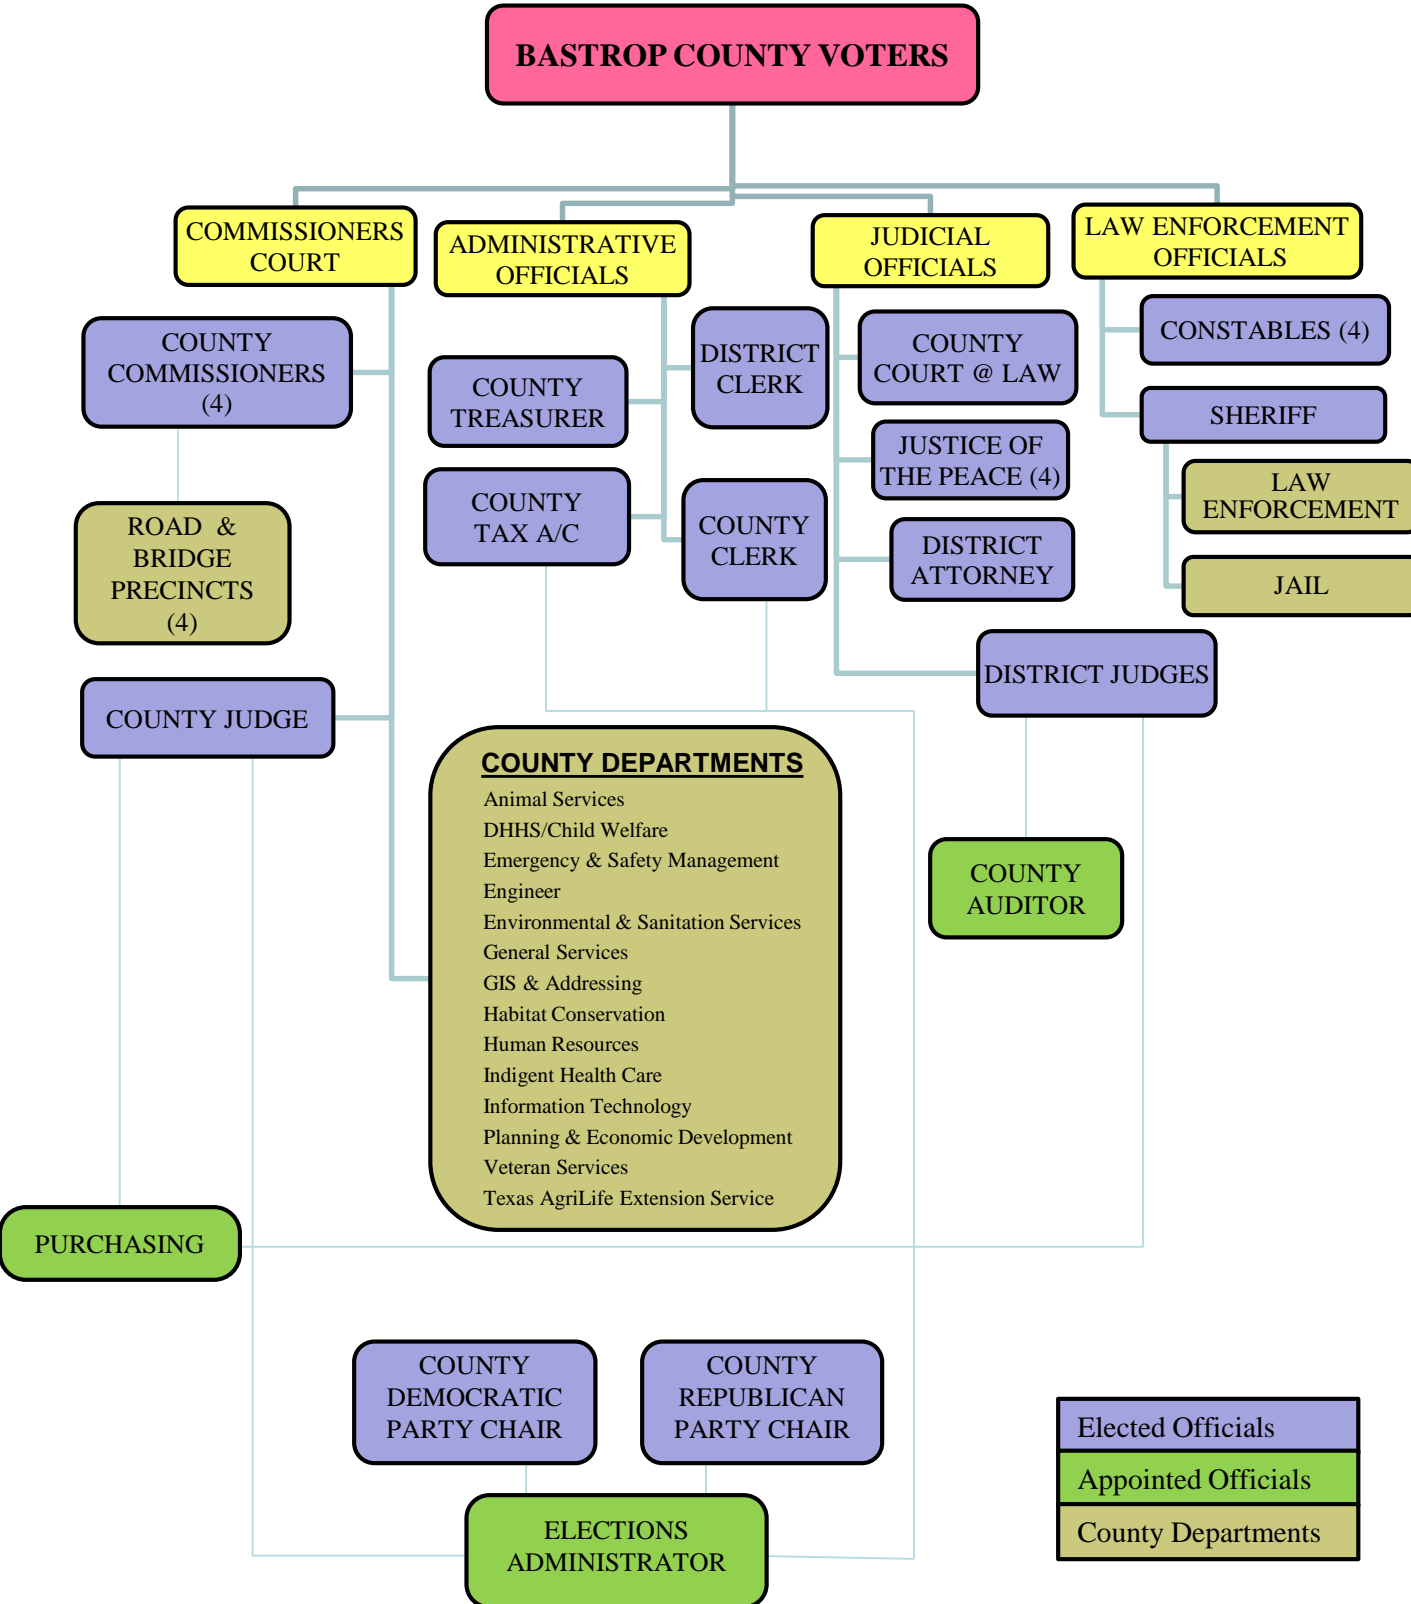 BASTROP COUNTY VOTERS
COMMISSIONERS
COURT
ADMINISTRATIVE
OFFICIALS
JUDICIAL
OFFICIALS
LAW ENFORCEMENT
OFFICIALS
COUNTY
COMMISSIONERS
(4)
ROAD & 
BRIDGE
PRECINCTS
(4)
COUNTY JUDGE
COUNTY
TREASURER
DISTRICT
CLERK
COUNTY
TAX A/C
COUNTY
CLERK
COUNTY
COURT @ LAW
JUSTICE OF
THE PEACE (4)
DISTRICT
ATTORNEY
DISTRICT JUDGES
CONSTABLES (4)
SHERIFF
LAW
ENFORCEMENT
JAIL
COUNTY DEPARTMENTS
Animal Services
DHHS/Child Welfare
Emergency & Safety Management
Engineer
Environmental & Sanitation Services
General Services
GIS & Addressing
Habitat Conservation
Human Resources
Indigent Health Care
Information Technology
Planning & Economic Development
Veteran Services
Texas AgriLife Extension Service
COUNTY
AUDITOR
PURCHASING
COUNTY
DEMOCRATIC
PARTY CHAIR
COUNTY
REPUBLICAN
PARTY CHAIR
ELECTIONS
ADMINISTRATOR
Elected Officials
Appointed Officials
County Departments